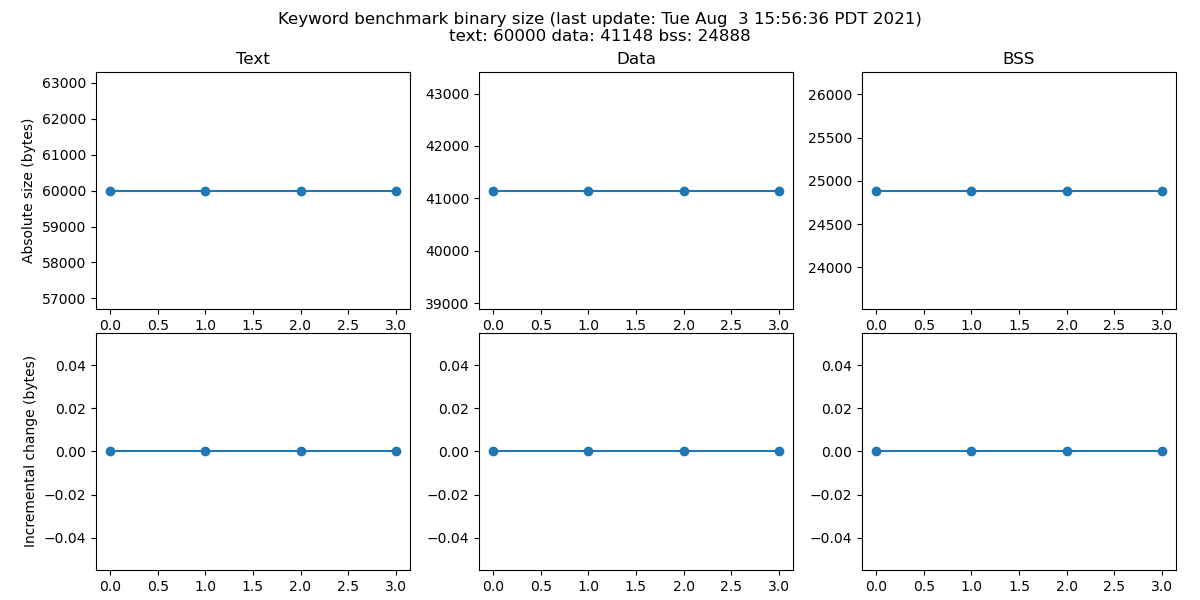 Keyword benchmark binary size (last update: Tue Aug  3 15:56:36 PDT 2021)
text: 60000 data: 41148 bss: 24888
Text
Data
BSS
Absolute size (bytes)
63000
62000
61000
60000
59000
58000
57000
0.0 0.5 1.0 1.5 2.0 2.5 3.0
43000
42000
41000
40000
39000
0.0 0.5 1.0 1.5 2.0 2.5 3.0
26000
25500
25000
24500
24000
0.0 0.5 1.0 1.5 2.0 2.5 3.0
Incremental change (bytes)
0.04
0.02
0.00
−0.02
−0.04
0.0 0.5 1.0 1.5 2.0 2.5 3.0
0.04
0.02
0.00
−0.02
−0.04
0.0 0.5 1.0 1.5 2.0 2.5 3.0
0.04
0.02
0.00
−0.02
−0.04
0.0 0.5 1.0 1.5 2.0 2.5 3.0